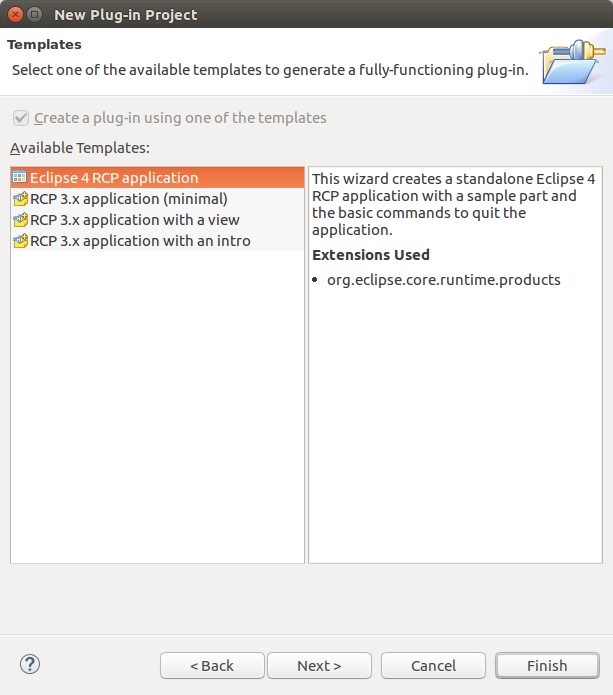 New Plug-in Project
Templates
Select one of the available templates to generate a fully-functioning plug-in.
Create a plug-in using one of the templates
Available Templates:
Eclipse 4 RCP application
RCP 3.x application (minimal)
RCP 3.x application with a view
RCP 3.x application with an intro
This wizard creates a standalone Eclipse 4
RCP application with a sample part and
the basic commands to quit the
application.
Extensions Used
• org.eclipse.core.runtime.products
?
< Back
Next >
Cancel
Finish